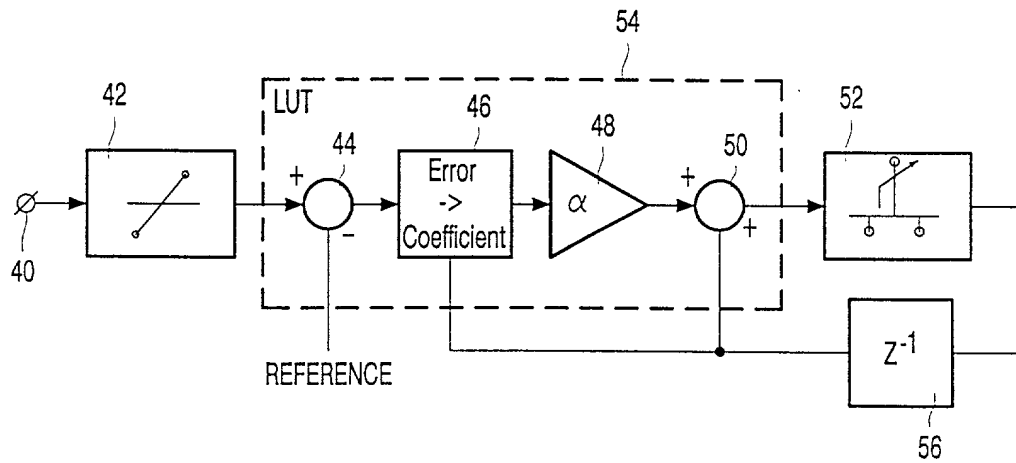 54
42
LUT
46
48
52
44
50
+
Error
->
Coefficient
α
+
−
+
40
REFERENCE
Z⁻¹
56